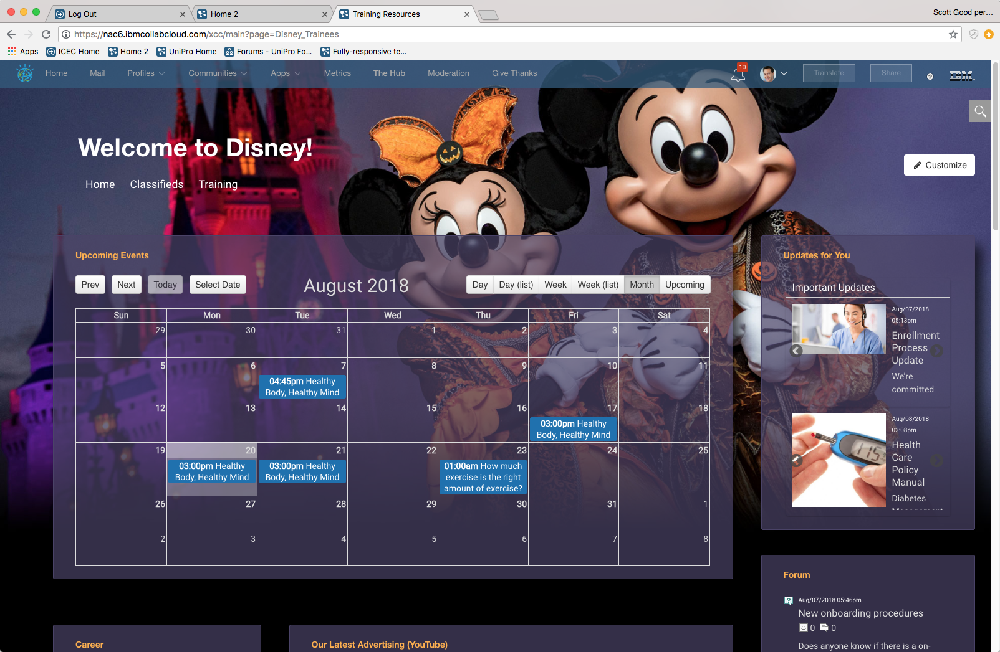 Log Out
Home 2
Training Resources
Scott Good per...
https://nac6.ibmcollabcloud.com/xcc/main?page=Disney_Trainees
Apps ICEC Home Home 2 UniPro Home Forums - UniPro Fo... Fully-responsive te...
Home Mail Profiles Communities Apps Metrics The Hub Moderation Give Thanks
10
Translate Share ? IBM
Welcome to Disney!
Customize
Home Classifieds Training
Upcoming Events
Prev Next Today Select Date
August 2018
Day Day (list) Week Week (list) Month Upcoming
Sun Mon Tue Wed Thu Fri Sat
29 30 31 1 2 3 4
5 6 7 8 9 10 11
04:45pm Healthy
Body, Healthy Mind
12 13 14 15 16 17 18
03:00pm Healthy
Body, Healthy Mind
19 20 21 22 23 24 25
03:00pm Healthy
Body, Healthy Mind
03:00pm Healthy
Body, Healthy Mind
01:00am How much
exercise is the right
amount of exercise?
26 27 28 29 30 31 1
2 3 4 5 6 7 8
Updates for You
Important Updates
Aug/07/2018
05:13pm
Enrollment
Process
Update
We're
committed
115
Aug/08/2018
02:08pm
Health
Care
Policy
Manual
Diabetes
Management
Forum
Aug/07/2018 05:46pm
New onboarding procedures
0 0
Does anyone know if there is a on-
Career
Our Latest Advertising (YouTube)